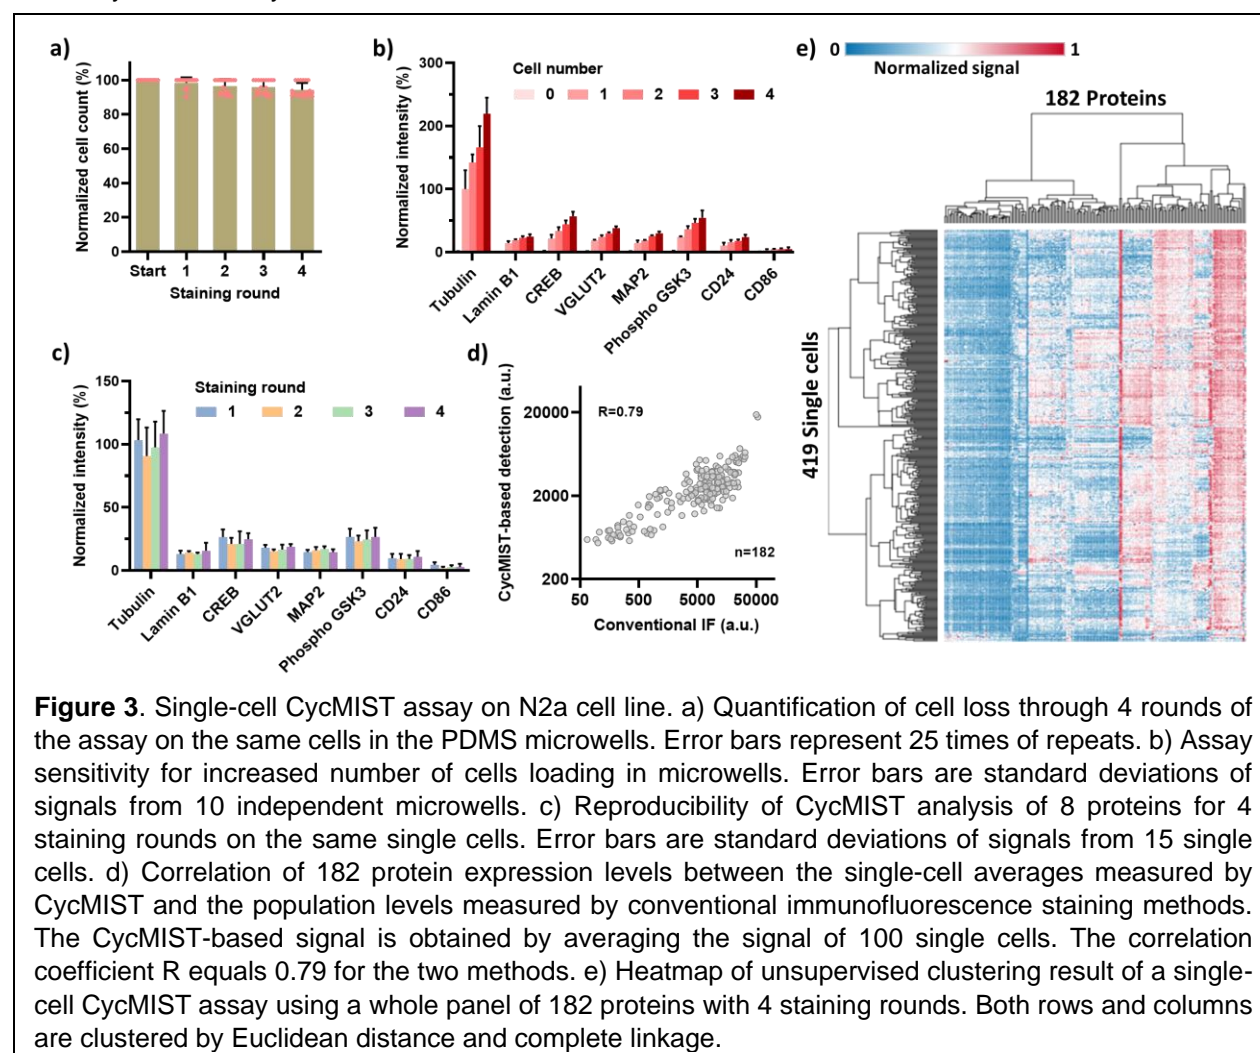 a)
Normalized cell count (%)
100
80
60
40
20
0
Start 1 2 3 4
Staining round
b)
Normalized intensity (%)
300
200
100
0
Cell number
0 1 2 3 4
Tubulin
Lamin B1
CREB
VGLUT2
MAP2
Phospho GSK3
CD24
CD86
c)
Normalized intensity (%)
150
100
50
0
Staining round
1 2 3 4
Tubulin
Lamin B1
CREB
VGLUT2
MAP2
Phospho GSK3
CD24
CD86
d)
CycMIST-based detection (a.u.)
20000
2000
200
R=0.79
n=182
50 500 5000 50000
Conventional IF (a.u.)
e)
0 1
Normalized signal
182 Proteins
419 Single cells
Figure 3. Single-cell CycMIST assay on N2a cell line. a) Quantification of cell loss through 4 rounds of
the assay on the same cells in the PDMS microwells. Error bars represent 25 times of repeats. b) Assay
sensitivity for increased number of cells loading in microwells. Error bars are standard deviations of
signals from 10 independent microwells. c) Reproducibility of CycMIST analysis of 8 proteins for 4
staining rounds on the same single cells. Error bars are standard deviations of signals from 15 single
cells. d) Correlation of 182 protein expression levels between the single-cell averages measured by
CycMIST and the population levels measured by conventional immunofluorescence staining methods.
The CycMIST-based signal is obtained by averaging the signal of 100 single cells. The correlation
coefficient R equals 0.79 for the two methods. e) Heatmap of unsupervised clustering result of a single-
cell CycMIST assay using a whole panel of 182 proteins with 4 staining rounds. Both rows and columns
are clustered by Euclidean distance and complete linkage.